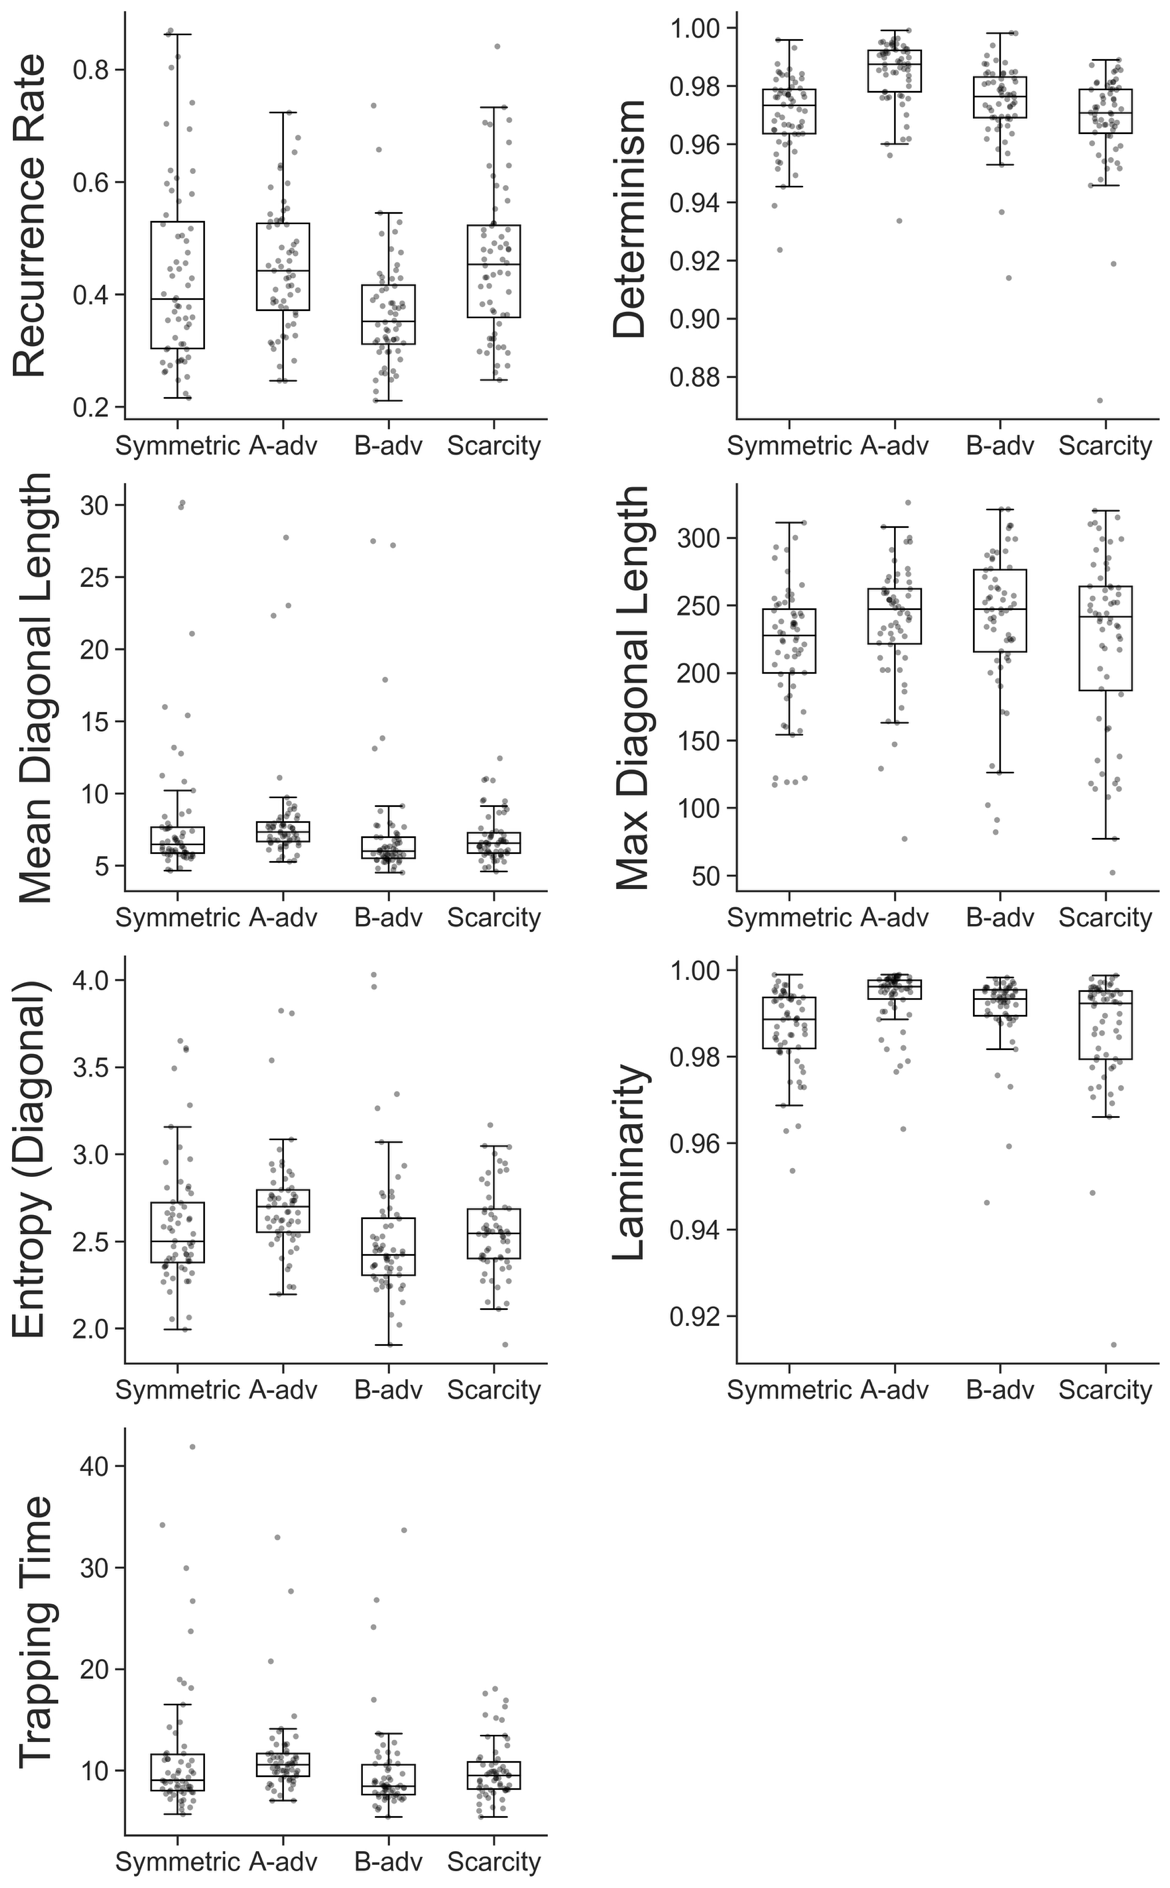 Recurrence Rate
0.8
0.6
0.4
0.2
Symmetric A-adv B-adv Scarcity
Determinism
1.00
0.98
0.96
0.94
0.92
0.90
0.88
Symmetric A-adv B-adv Scarcity
Mean Diagonal Length
30
25
20
15
10
5
Symmetric A-adv B-adv Scarcity
Max Diagonal Length
300
250
200
150
100
50
Symmetric A-adv B-adv Scarcity
Entropy (Diagonal)
4.0
3.5
3.0
2.5
2.0
Symmetric A-adv B-adv Scarcity
Laminarity
1.00
0.98
0.96
0.94
0.92
Symmetric A-adv B-adv Scarcity
Trapping Time
40
30
20
10
Symmetric A-adv B-adv Scarcity